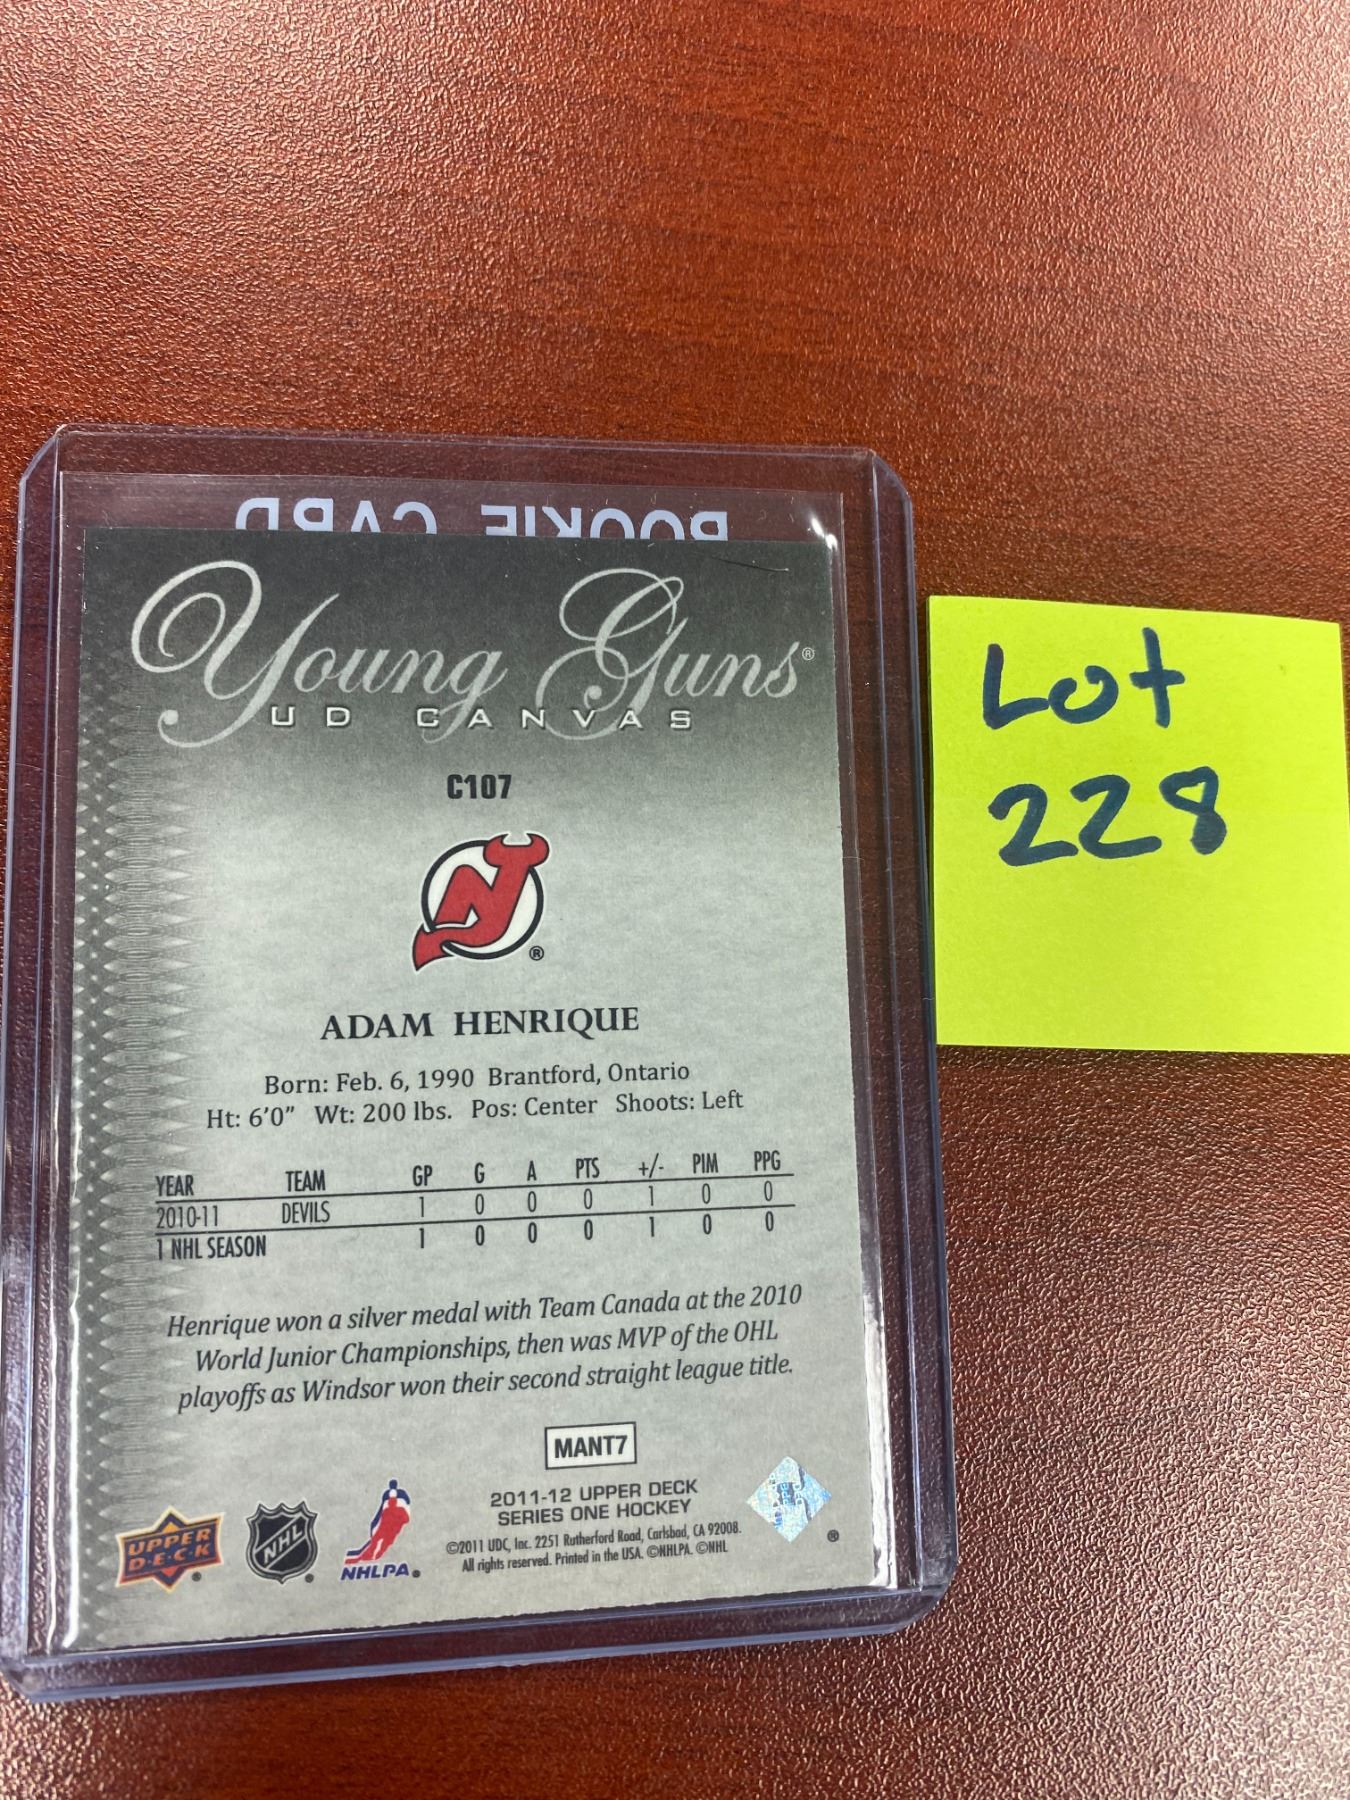 ROOKIE CARD
Young Guns®
UD CANVAS
C107
®
ADAM HENRIQUE
Born: Feb. 6, 1990 Brantford, Ontario
Ht: 6'0" Wt: 200 lbs. Pos: Center Shoots: Left
YEAR TEAM GP G A PTS +/- PIM PPG
2010-11 DEVILS 1 0 0 0 1 0 0
1 NHL SEASON 1 0 0 0 1 0 0
Henrique won a silver medal with Team Canada at the 2010
World Junior Championships, then was MVP of the OHL
playoffs as Windsor won their second straight league title.
MANT7
2011-12 UPPER DECK
SERIES ONE HOCKEY
©2011 UDC, Inc. 2251 Rutherford Road, Carlsbad, CA 92008.
All rights reserved. Printed in the USA. ©NHLPA. ©NHL
UPPER
D·E·C·K
NHL
NHLPA
Lot
228